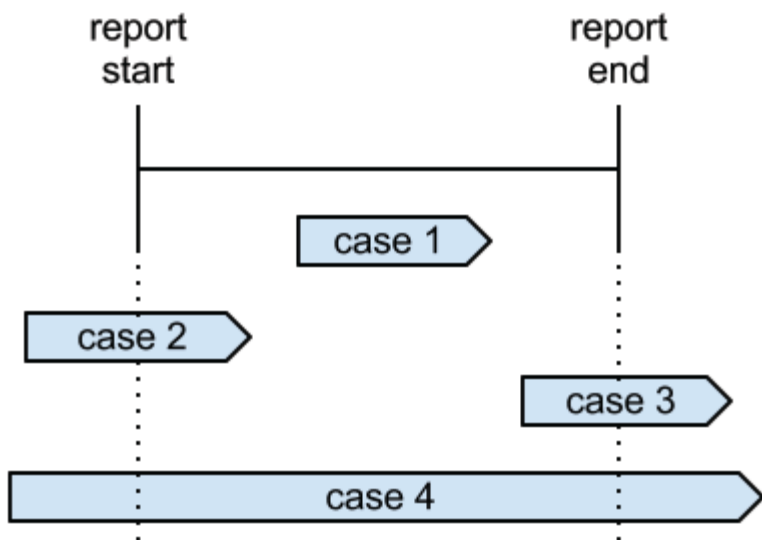 report
start
report
end
case 1
case 2
case 3
case 4